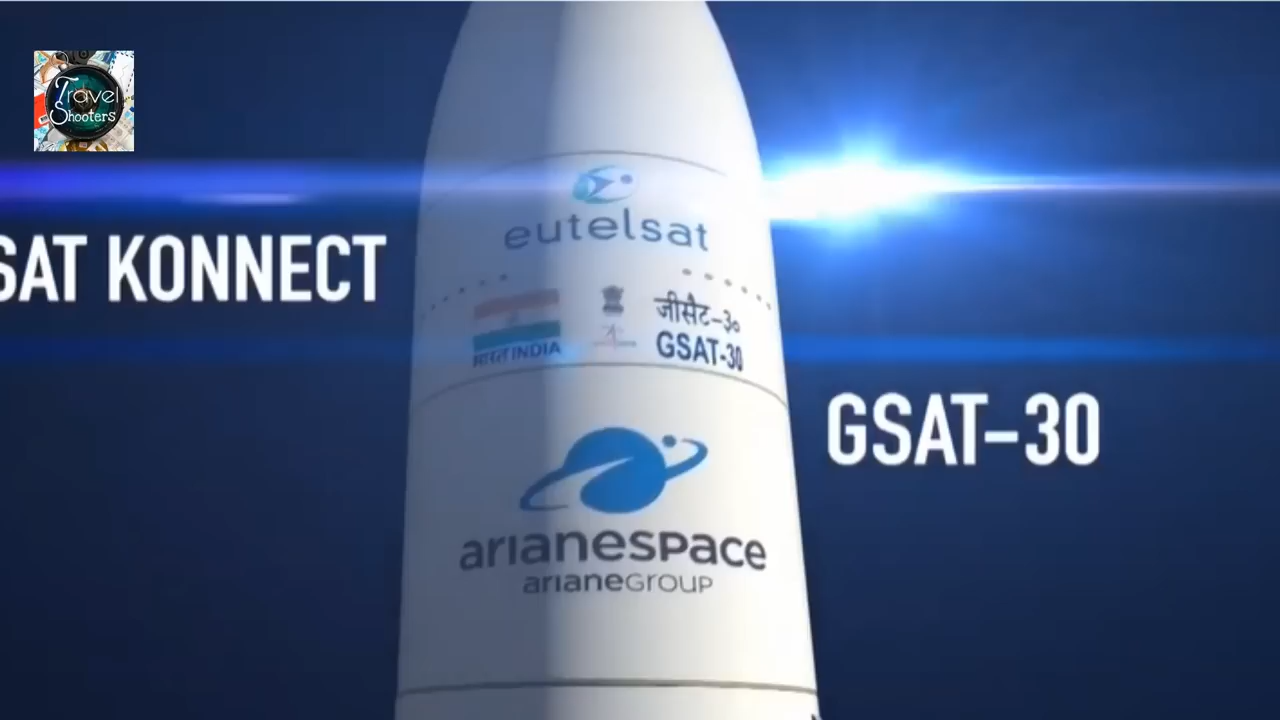 Travel
Shooters
eutelsat
SAT KONNECT
जीसैट-३०
भारत INDIA
GSAT-30
GSAT-30
arianespace
arianeGROUP